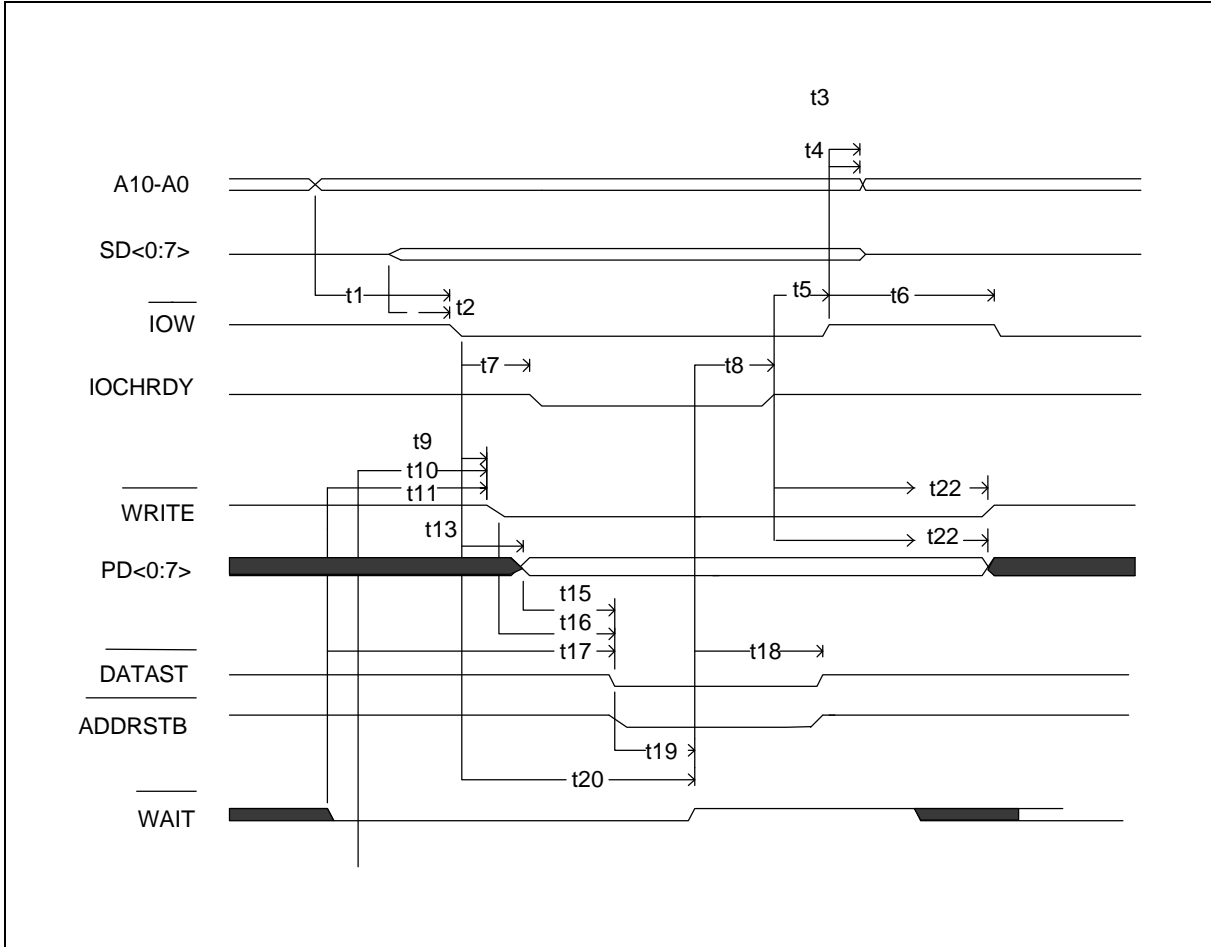 t3
t4
A10-A0
SD<0:7>
t5
t1
t6
t2
IOW
t7
t8
IOCHRDY
t9
t10
t11
t22
WRITE
t13
t22
PD<0:7>
t15
t16
t17
t18
DATAST
ADDRSTB
t19
t20
WAIT